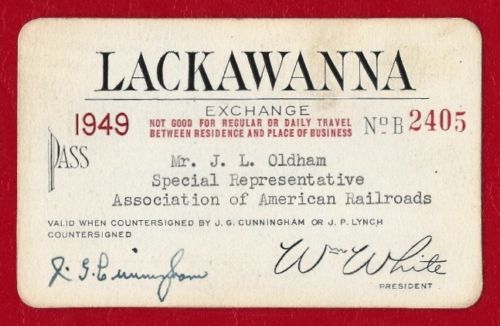 LACKAWANNA
EXCHANGE
1949 NOT GOOD FOR REGULAR OR DAILY TRAVEL
BETWEEN RESIDENCE AND PLACE OF BUSINESS
No B 2405
PASS
Mr. J. L. Oldham
Special Representative
Association of American Railroads
VALID WHEN COUNTERSIGNED BY J. G. CUNNINGHAM OR J. P. LYNCH
COUNTERSIGNED
J. G. Cunningham
Wm White
PRESIDENT